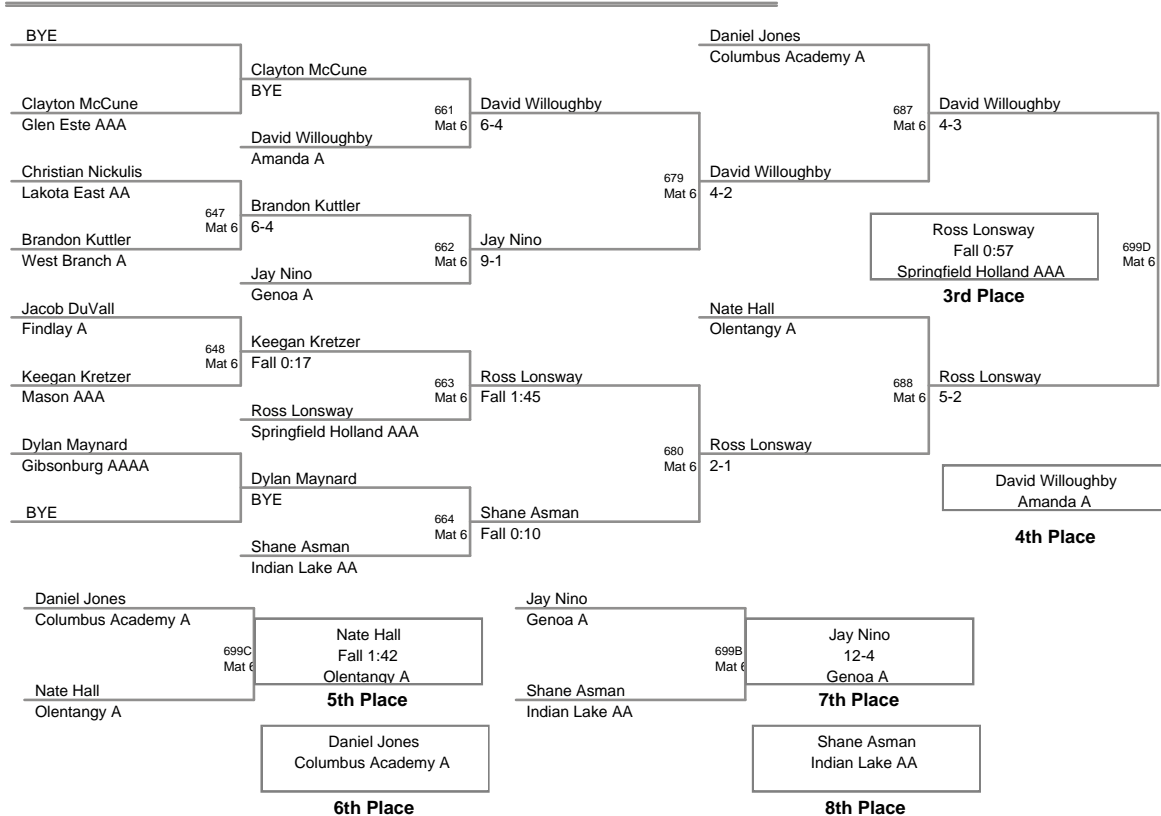 BYE
Clayton McCune
Glen Este AAA
Christian Nickulis
Lakota East AA
647
Mat 6
Brandon Kuttler
West Branch A
Jacob DuVall
Findlay A
648
Mat 6
Keegan Kretzer
Mason AAA
Dylan Maynard
Gibsonburg AAAA
BYE
Clayton McCune
BYE
661
Mat 6
David Willoughby
Amanda A
Brandon Kuttler
6-4
662
Mat 6
Jay Nino
Genoa A
Keegan Kretzer
Fall 0:17
663
Mat 6
Ross Lonsway
Springfield Holland AAA
Dylan Maynard
BYE
664
Mat 6
Shane Asman
Indian Lake AA
David Willoughby
6-4
679
Mat 6
Jay Nino
9-1
Ross Lonsway
Fall 1:45
680
Mat 6
Shane Asman
Fall 0:10
Daniel Jones
Columbus Academy A
687
Mat 6
David Willoughby
4-2
Nate Hall
Olentangy A
688
Mat 6
Ross Lonsway
2-1
David Willoughby
4-3
699D
Mat 6
Ross Lonsway
5-2
Ross Lonsway
Fall 0:57
Springfield Holland AAA
3rd Place
David Willoughby
Amanda A
4th Place
Daniel Jones
Columbus Academy A
699C
Mat 6
Nate Hall
Olentangy A
Nate Hall
Fall 1:42
Olentangy A
5th Place
Daniel Jones
Columbus Academy A
6th Place
Jay Nino
Genoa A
699B
Mat 6
Shane Asman
Indian Lake AA
Jay Nino
12-4
Genoa A
7th Place
Shane Asman
Indian Lake AA
8th Place